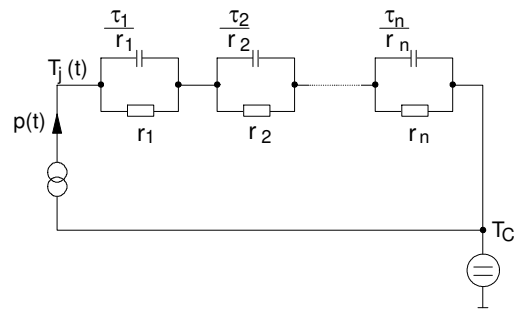 τ1/r1 τ2/r2 τn/rn
Tj(t)
r1 r2 rn
p(t)
TC